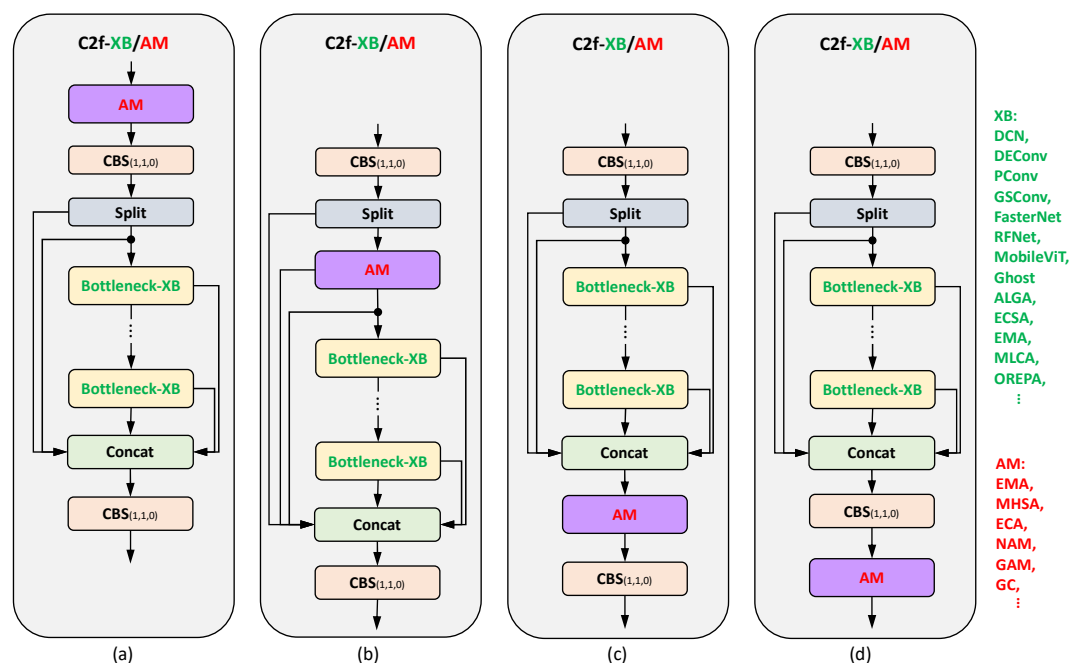 C2f-XB/AM
AM
CBS(1,1,0)
Split
Bottleneck-XB
Bottleneck-XB
Concat
CBS(1,1,0)
(a)
C2f-XB/AM
CBS(1,1,0)
Split
AM
Bottleneck-XB
Bottleneck-XB
Concat
CBS(1,1,0)
(b)
C2f-XB/AM
CBS(1,1,0)
Split
Bottleneck-XB
Bottleneck-XB
Concat
AM
CBS(1,1,0)
(c)
C2f-XB/AM
CBS(1,1,0)
Split
Bottleneck-XB
Bottleneck-XB
Concat
CBS(1,1,0)
AM
(d)
XB:
DCN,
DEConv
PConv
GSConv,
FasterNet
RFNet,
MobileViT,
Ghost
ALGA,
ECSA,
EMA,
MLCA,
OREPA,
⋮
AM:
EMA,
MHSA,
ECA,
NAM,
GAM,
GC,
⋮